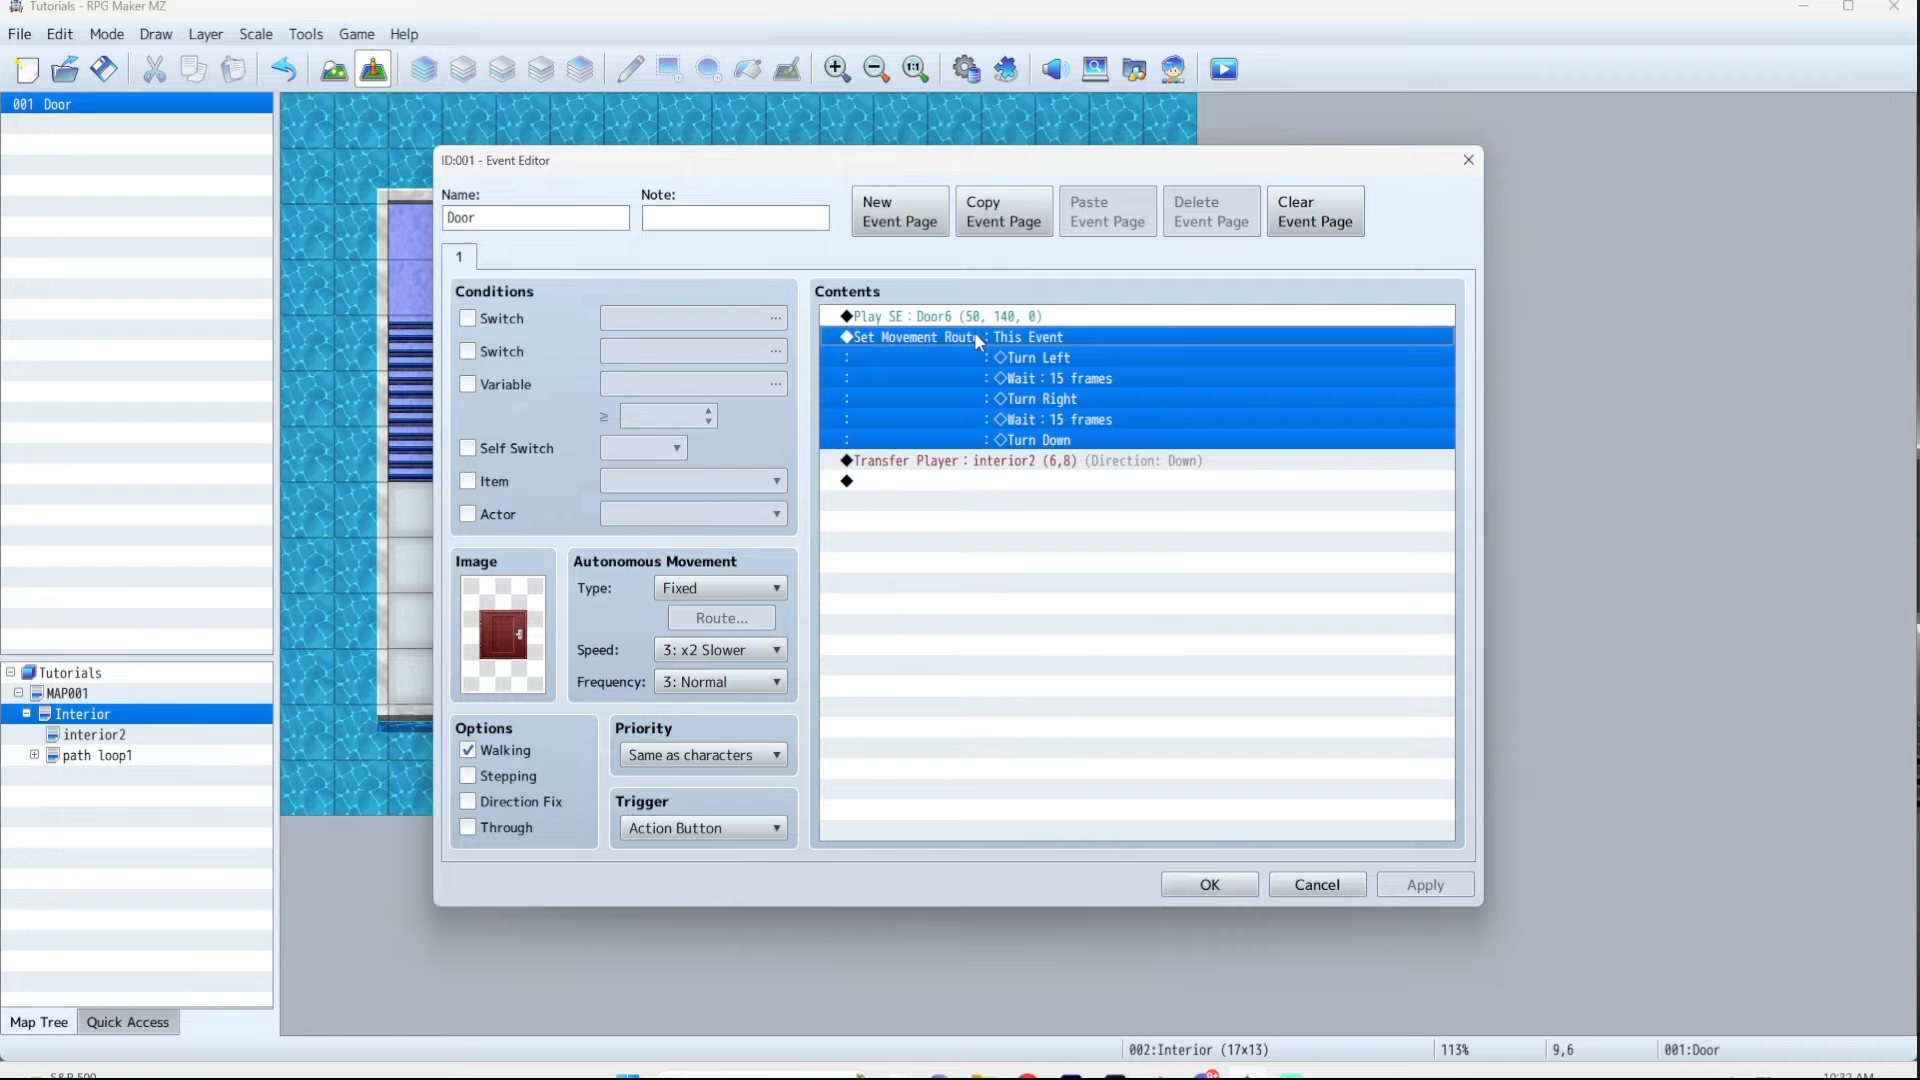 Tutorials - RPG Maker MZ
File Edit Mode Draw Layer Scale Tools Game Help
1:1
001 Door
ID:001 - Event Editor
Name:
Note:
Door
New
Event Page
Copy
Event Page
Paste
Event Page
Delete
Event Page
Clear
Event Page
1
Conditions
Switch ...
Switch ...
Variable ...
≥
Self Switch
Item
Actor
Image
Autonomous Movement
Type: Fixed
Route...
Speed: 3: x2 Slower
Frequency: 3: Normal
Options
Walking
Stepping
Direction Fix
Through
Priority
Same as characters
Trigger
Action Button
Contents
◆Play SE : Door6 (50, 140, 0)
◆Set Movement Route : This Event
: : ◇Turn Left
: : ◇Wait : 15 frames
: : ◇Turn Right
: : ◇Wait : 15 frames
: : ◇Turn Down
◆Transfer Player : interior2 (6,8) (Direction: Down)
◆
OK Cancel Apply
Tutorials
MAP001
Interior
interior2
path loop1
Map Tree Quick Access
002:Interior (17x13) 113% 9,6 001:Door
S&P 500
10:32 AM